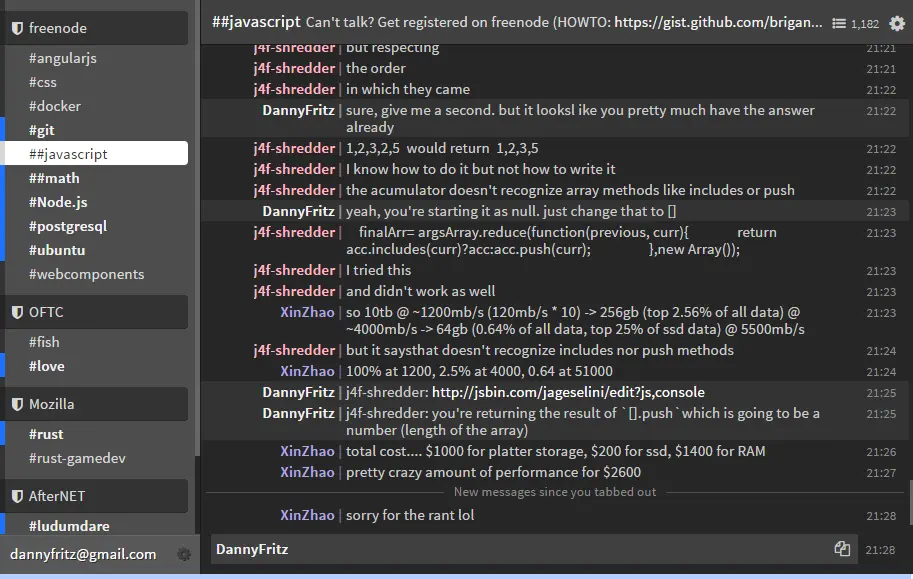 freenode
#angularjs
#css
#docker
#git
##javascript
##math
#Node.js
#postgresql
#ubuntu
#webcomponents
OFTC
#fish
#love
Mozilla
#rust
#rust-gamedev
AfterNET
#ludumdare
dannyfritz@gmail.com
##javascript Can't talk? Get registered on freenode (HOWTO: https://gist.github.com/brigan... 1,182
j4f-shredder | but respecting 21:21
j4f-shredder | the order 21:21
j4f-shredder | in which they came 21:22
DannyFritz | sure, give me a second. but it looksl ike you pretty much have the answer 21:22
already
j4f-shredder | 1,2,3,2,5 would return 1,2,3,5 21:22
j4f-shredder | I know how to do it but not how to write it 21:22
j4f-shredder | the acumulator doesn't recognize array methods like includes or push 21:22
DannyFritz | yeah, you're starting it as null. just change that to [] 21:23
j4f-shredder | finalArr= argsArray.reduce(function(previous, curr){ return 21:23
acc.includes(curr)?acc:acc.push(curr); },new Array());
j4f-shredder | I tried this 21:23
j4f-shredder | and didn't work as well 21:23
XinZhao | so 10tb @ ~1200mb/s (120mb/s * 10) -> 256gb (top 2.56% of all data) @ 21:23
~4000mb/s -> 64gb (0.64% of all data, top 25% of ssd data) @ 5500mb/s
j4f-shredder | but it saysthat doesn't recognize includes nor push methods 21:24
XinZhao | 100% at 1200, 2.5% at 4000, 0.64 at 51000 21:24
DannyFritz | j4f-shredder: http://jsbin.com/jageselini/edit?js,console 21:25
DannyFritz | j4f-shredder: you're returning the result of `[].push` which is going to be a 21:25
number (length of the array)
XinZhao | total cost.... $1000 for platter storage, $200 for ssd, $1400 for RAM 21:26
XinZhao | pretty crazy amount of performance for $2600 21:27
New messages since you tabbed out
XinZhao | sorry for the rant lol 21:28
DannyFritz 21:28